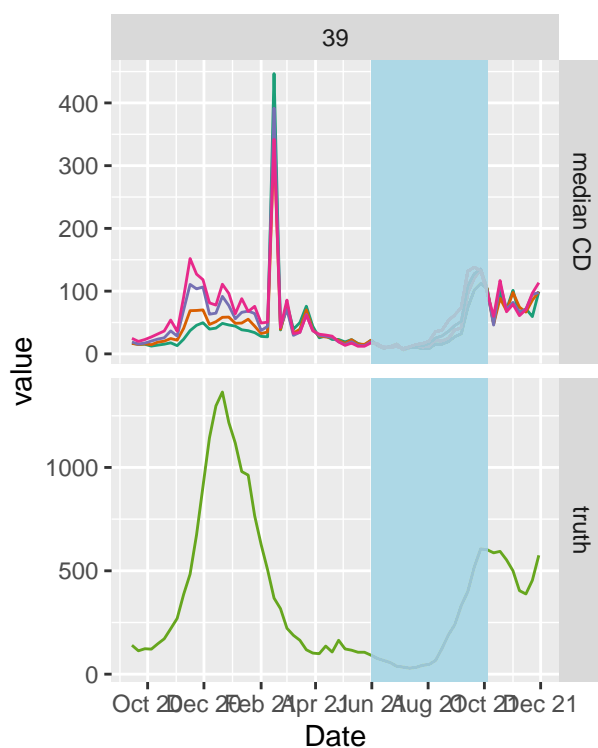 39
400
300
200
100
0
median CD
value
1000
500
0
truth
Oct 20 Dec 20 Feb 21 Apr 21 Jun 21 Aug 21 Oct 21 Dec 21
Date